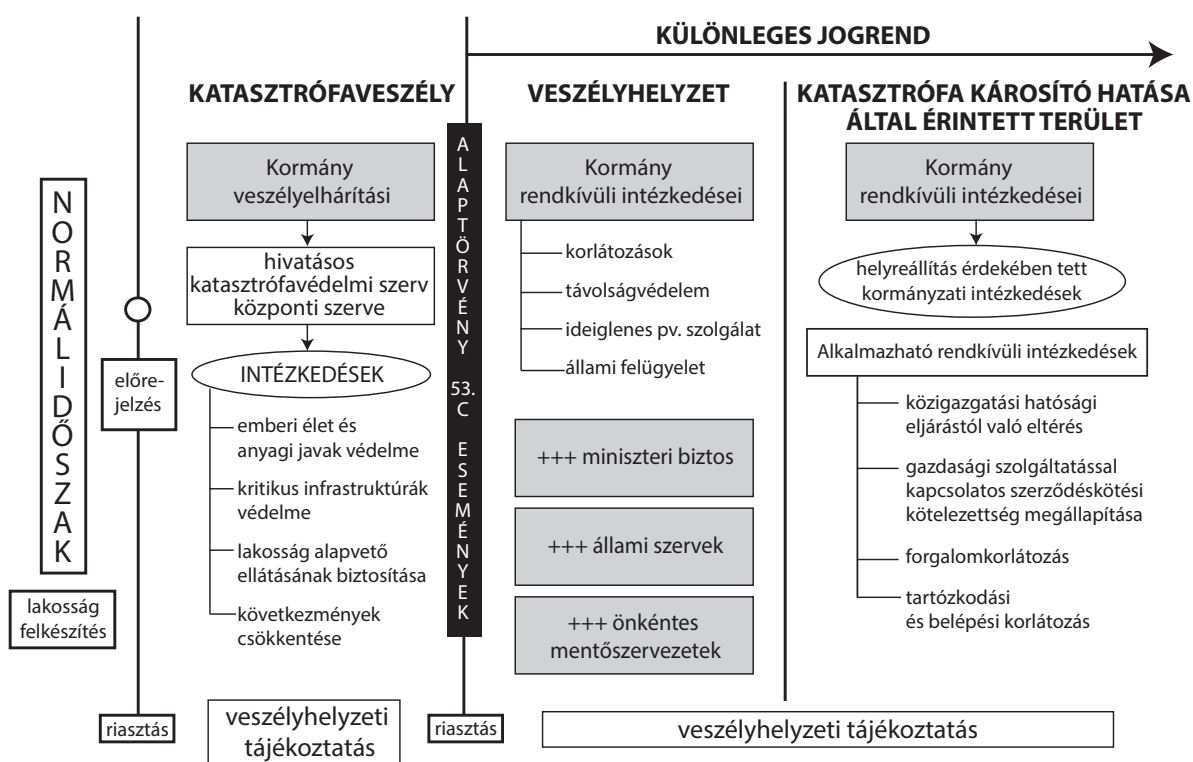 KÜLÖNLEGES JOGREND
NORMÁLIDŐSZAK
lakosság
felkészítés
előre-
jelzés
riasztás
KATASZTRÓFAVESZÉLY
Kormány
veszélyelhárítási
hivatásos
katasztrófavédelmi szerv
központi szerve
INTÉZKEDÉSEK
emberi élet és
anyagi javak védelme
kritikus infrastruktúrák
védelme
lakosság alapvető
ellátásának biztosítása
következmények
csökkentése
veszélyhelyzeti
tájékoztatás
ALAPTÖRVÉNY 53. C ESEMÉNYEK
riasztás
VESZÉLYHELYZET
Kormány
rendkívüli intézkedései
korlátozások
távolságvédelem
ideiglenes pv. szolgálat
állami felügyelet
+++ miniszteri biztos
+++ állami szervek
+++ önkéntes
mentőszervezetek
KATASZTRÓFA KÁROSÍTÓ HATÁSA
ÁLTAL ÉRINTETT TERÜLET
Kormány
rendkívüli intézkedései
helyreállítás érdekében tett
kormányzati intézkedések
Alkalmazható rendkívüli intézkedések
közigazgatási hatósági
eljárástól való eltérés
gazdasági szolgáltatással
kapcsolatos szerződéskötési
kötelezettség megállapítása
forgalomkorlátozás
tartózkodási
és belépési korlátozás
veszélyhelyzeti tájékoztatás